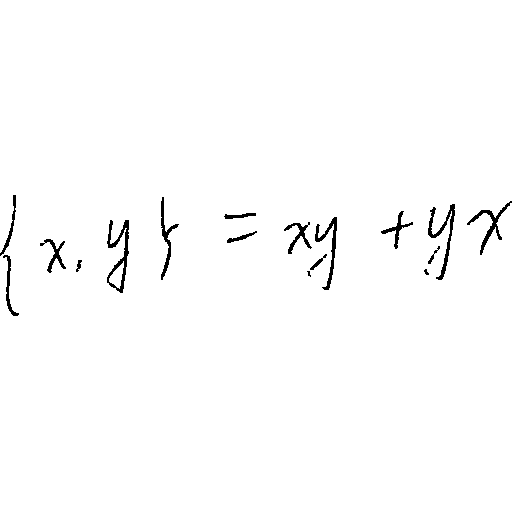 {x, y} = xy + yx